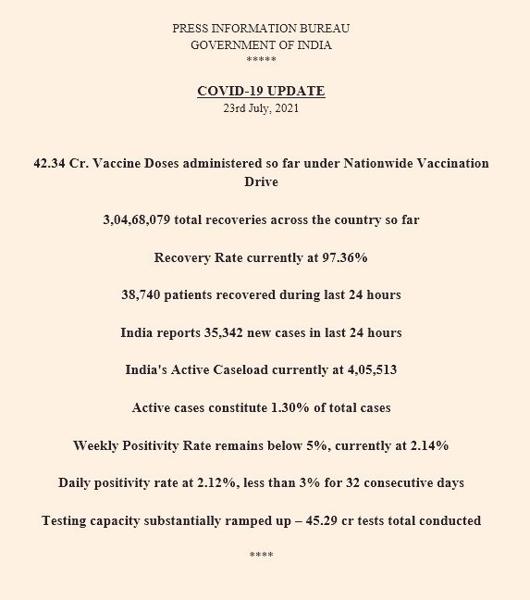 PRESS INFORMATION BUREAU
GOVERNMENT OF INDIA
*****
COVID-19 UPDATE
23rd July, 2021
42.34 Cr. Vaccine Doses administered so far under Nationwide Vaccination
Drive
3,04,68,079 total recoveries across the country so far
Recovery Rate currently at 97.36%
38,740 patients recovered during last 24 hours
India reports 35,342 new cases in last 24 hours
India's Active Caseload currently at 4,05,513
Active cases constitute 1.30% of total cases
Weekly Positivity Rate remains below 5%, currently at 2.14%
Daily positivity rate at 2.12%, less than 3% for 32 consecutive days
Testing capacity substantially ramped up – 45.29 cr tests total conducted
****